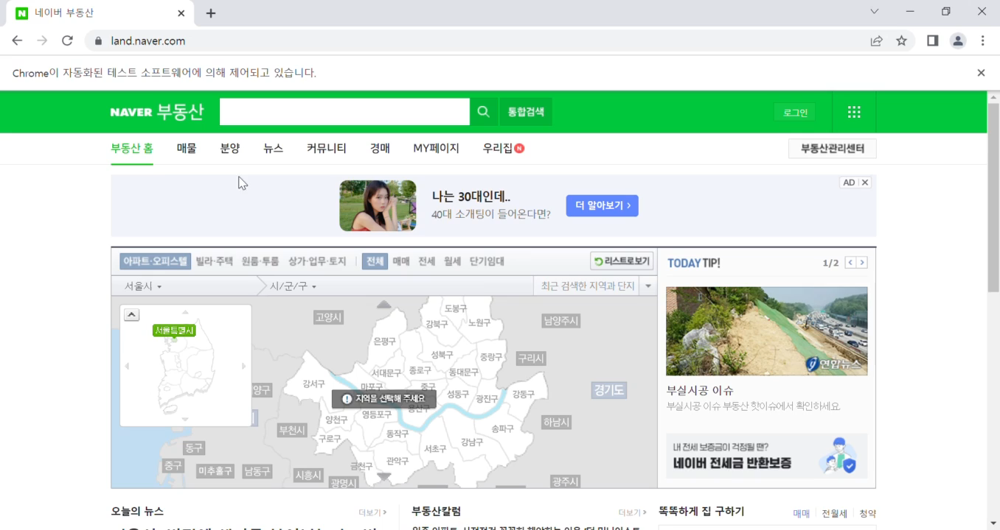 네이버 부동산
land.naver.com
Chrome이 자동화된 테스트 소프트웨어에 의해 제어되고 있습니다.
NAVER 부동산
통합검색
로그인
부동산 홈 매물 분양 뉴스 커뮤니티 경매 MY페이지 우리집 N
부동산관리센터
AD
나는 30대인데..
40대 소개팅이 들어온다면?
더 알아보기
아파트·오피스텔 빌라·주택 원룸·투룸 상가·업무·토지 전체 매매 전세 월세 단기임대
리스트로보기
서울시 시/군/구 최근 검색한 지역과 단지
서울특별시
도봉구
고양시
강북구 노원구
남양주시
은평구
성북구
중랑구 구리시
서대문구 종로구 동대문구
강서구
마포구 중구
양구
성동구 광진구 강동구
경기도
지역을 선택해 주세요
용산구
양천구 영등포구
하남시
부천시
구로구
동작구
송파구
강남구
동구
서초구
중구
미추홀구 남동구
시흥시
금천구 관악구
광명시
광주시
TODAY TIP!
1/2
연합뉴스
부실시공 이슈
부실시공 이슈 부동산 핫이슈에서 확인하세요.
내 전세 보증금이 걱정될 땐?
네이버 전세금 반환보증
오늘의 뉴스 더보기
부동산칼럼 더보기
똑똑하게 집 구하기 매매 전월세 청약